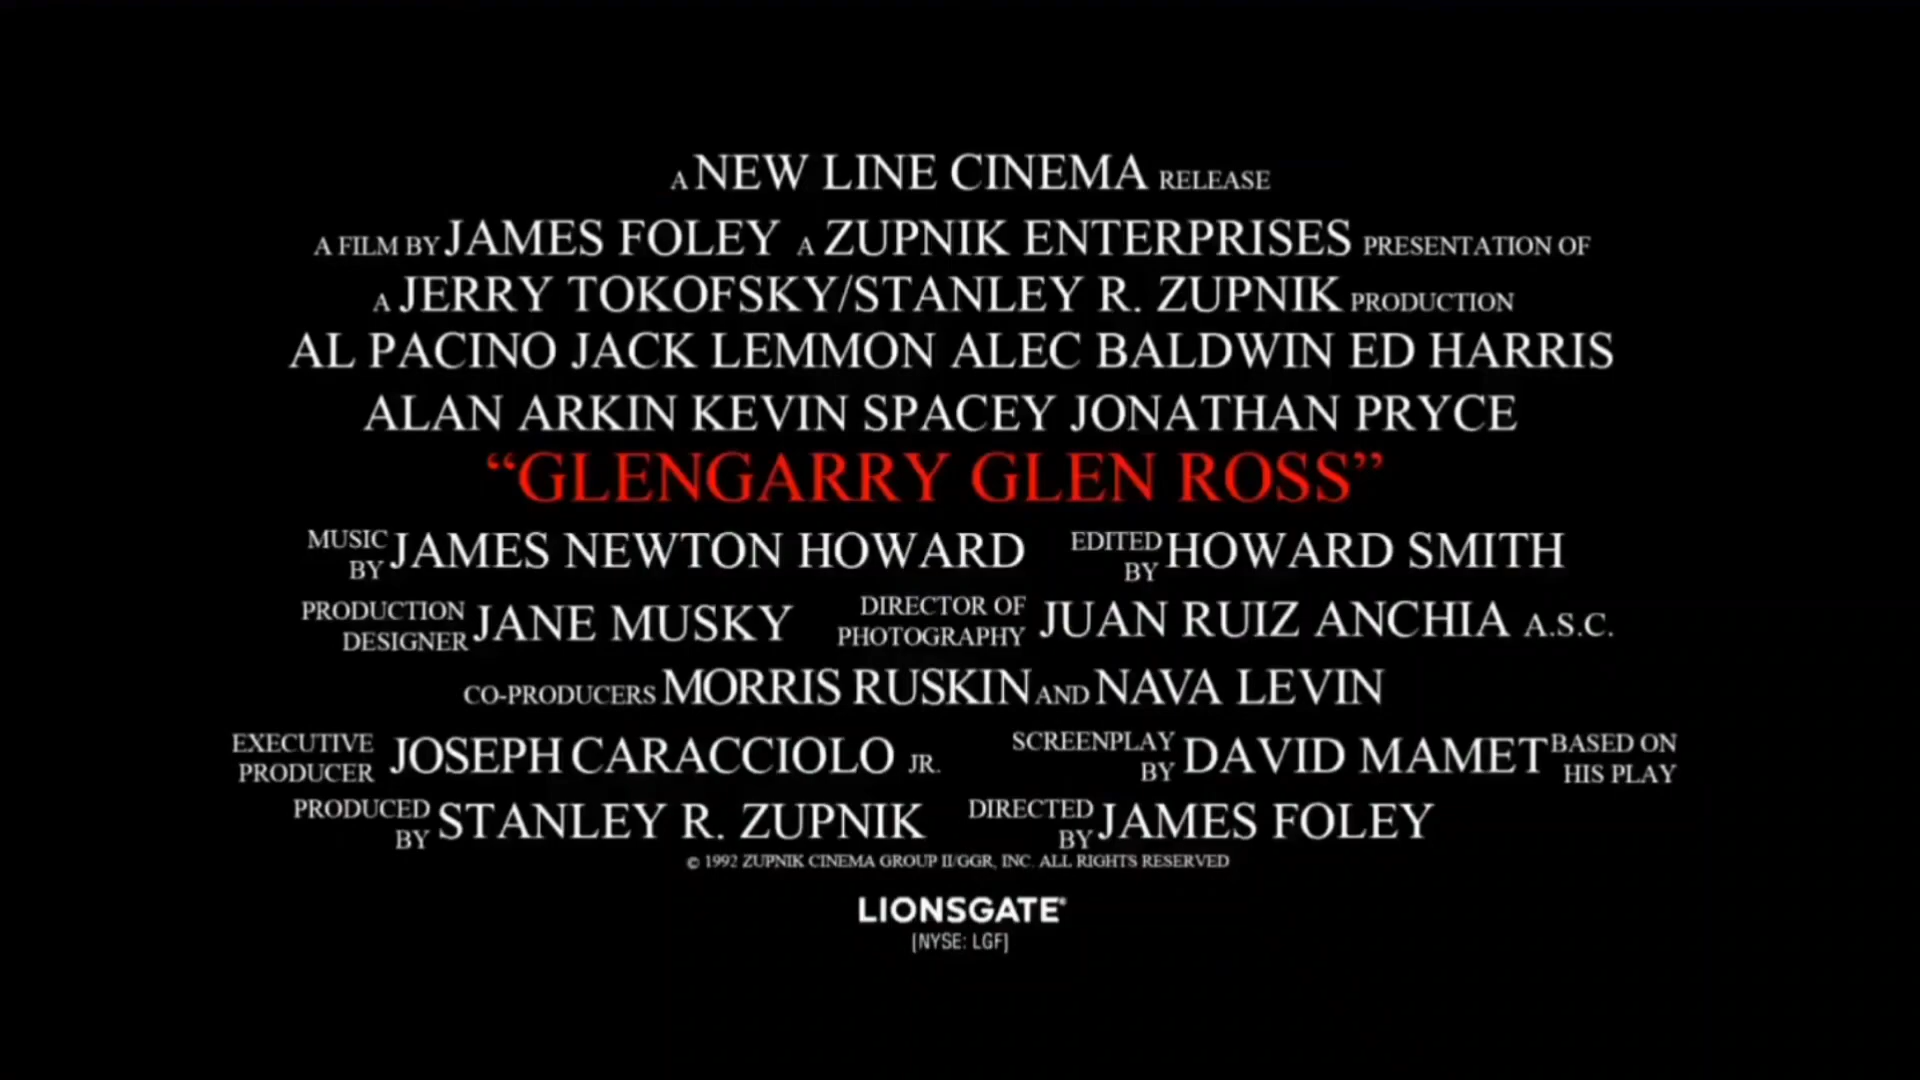 A NEW LINE CINEMA RELEASE
A FILM BY JAMES FOLEY A ZUPNIK ENTERPRISES PRESENTATION OF
A JERRY TOKOFSKY/STANLEY R. ZUPNIK PRODUCTION
AL PACINO JACK LEMMON ALEC BALDWIN ED HARRIS
ALAN ARKIN KEVIN SPACEY JONATHAN PRYCE
“GLENGARRY GLEN ROSS”
MUSIC BY JAMES NEWTON HOWARD EDITED BY HOWARD SMITH
PRODUCTION DESIGNER JANE MUSKY DIRECTOR OF PHOTOGRAPHY JUAN RUIZ ANCHIA A.S.C.
CO-PRODUCERS MORRIS RUSKIN AND NAVA LEVIN
EXECUTIVE PRODUCER JOSEPH CARACCIOLO JR. SCREENPLAY BY DAVID MAMET BASED ON HIS PLAY
PRODUCED BY STANLEY R. ZUPNIK DIRECTED BY JAMES FOLEY
© 1992 ZUPNIK CINEMA GROUP II/GGR, INC. ALL RIGHTS RESERVED
LIONSGATE®
[NYSE: LGF]